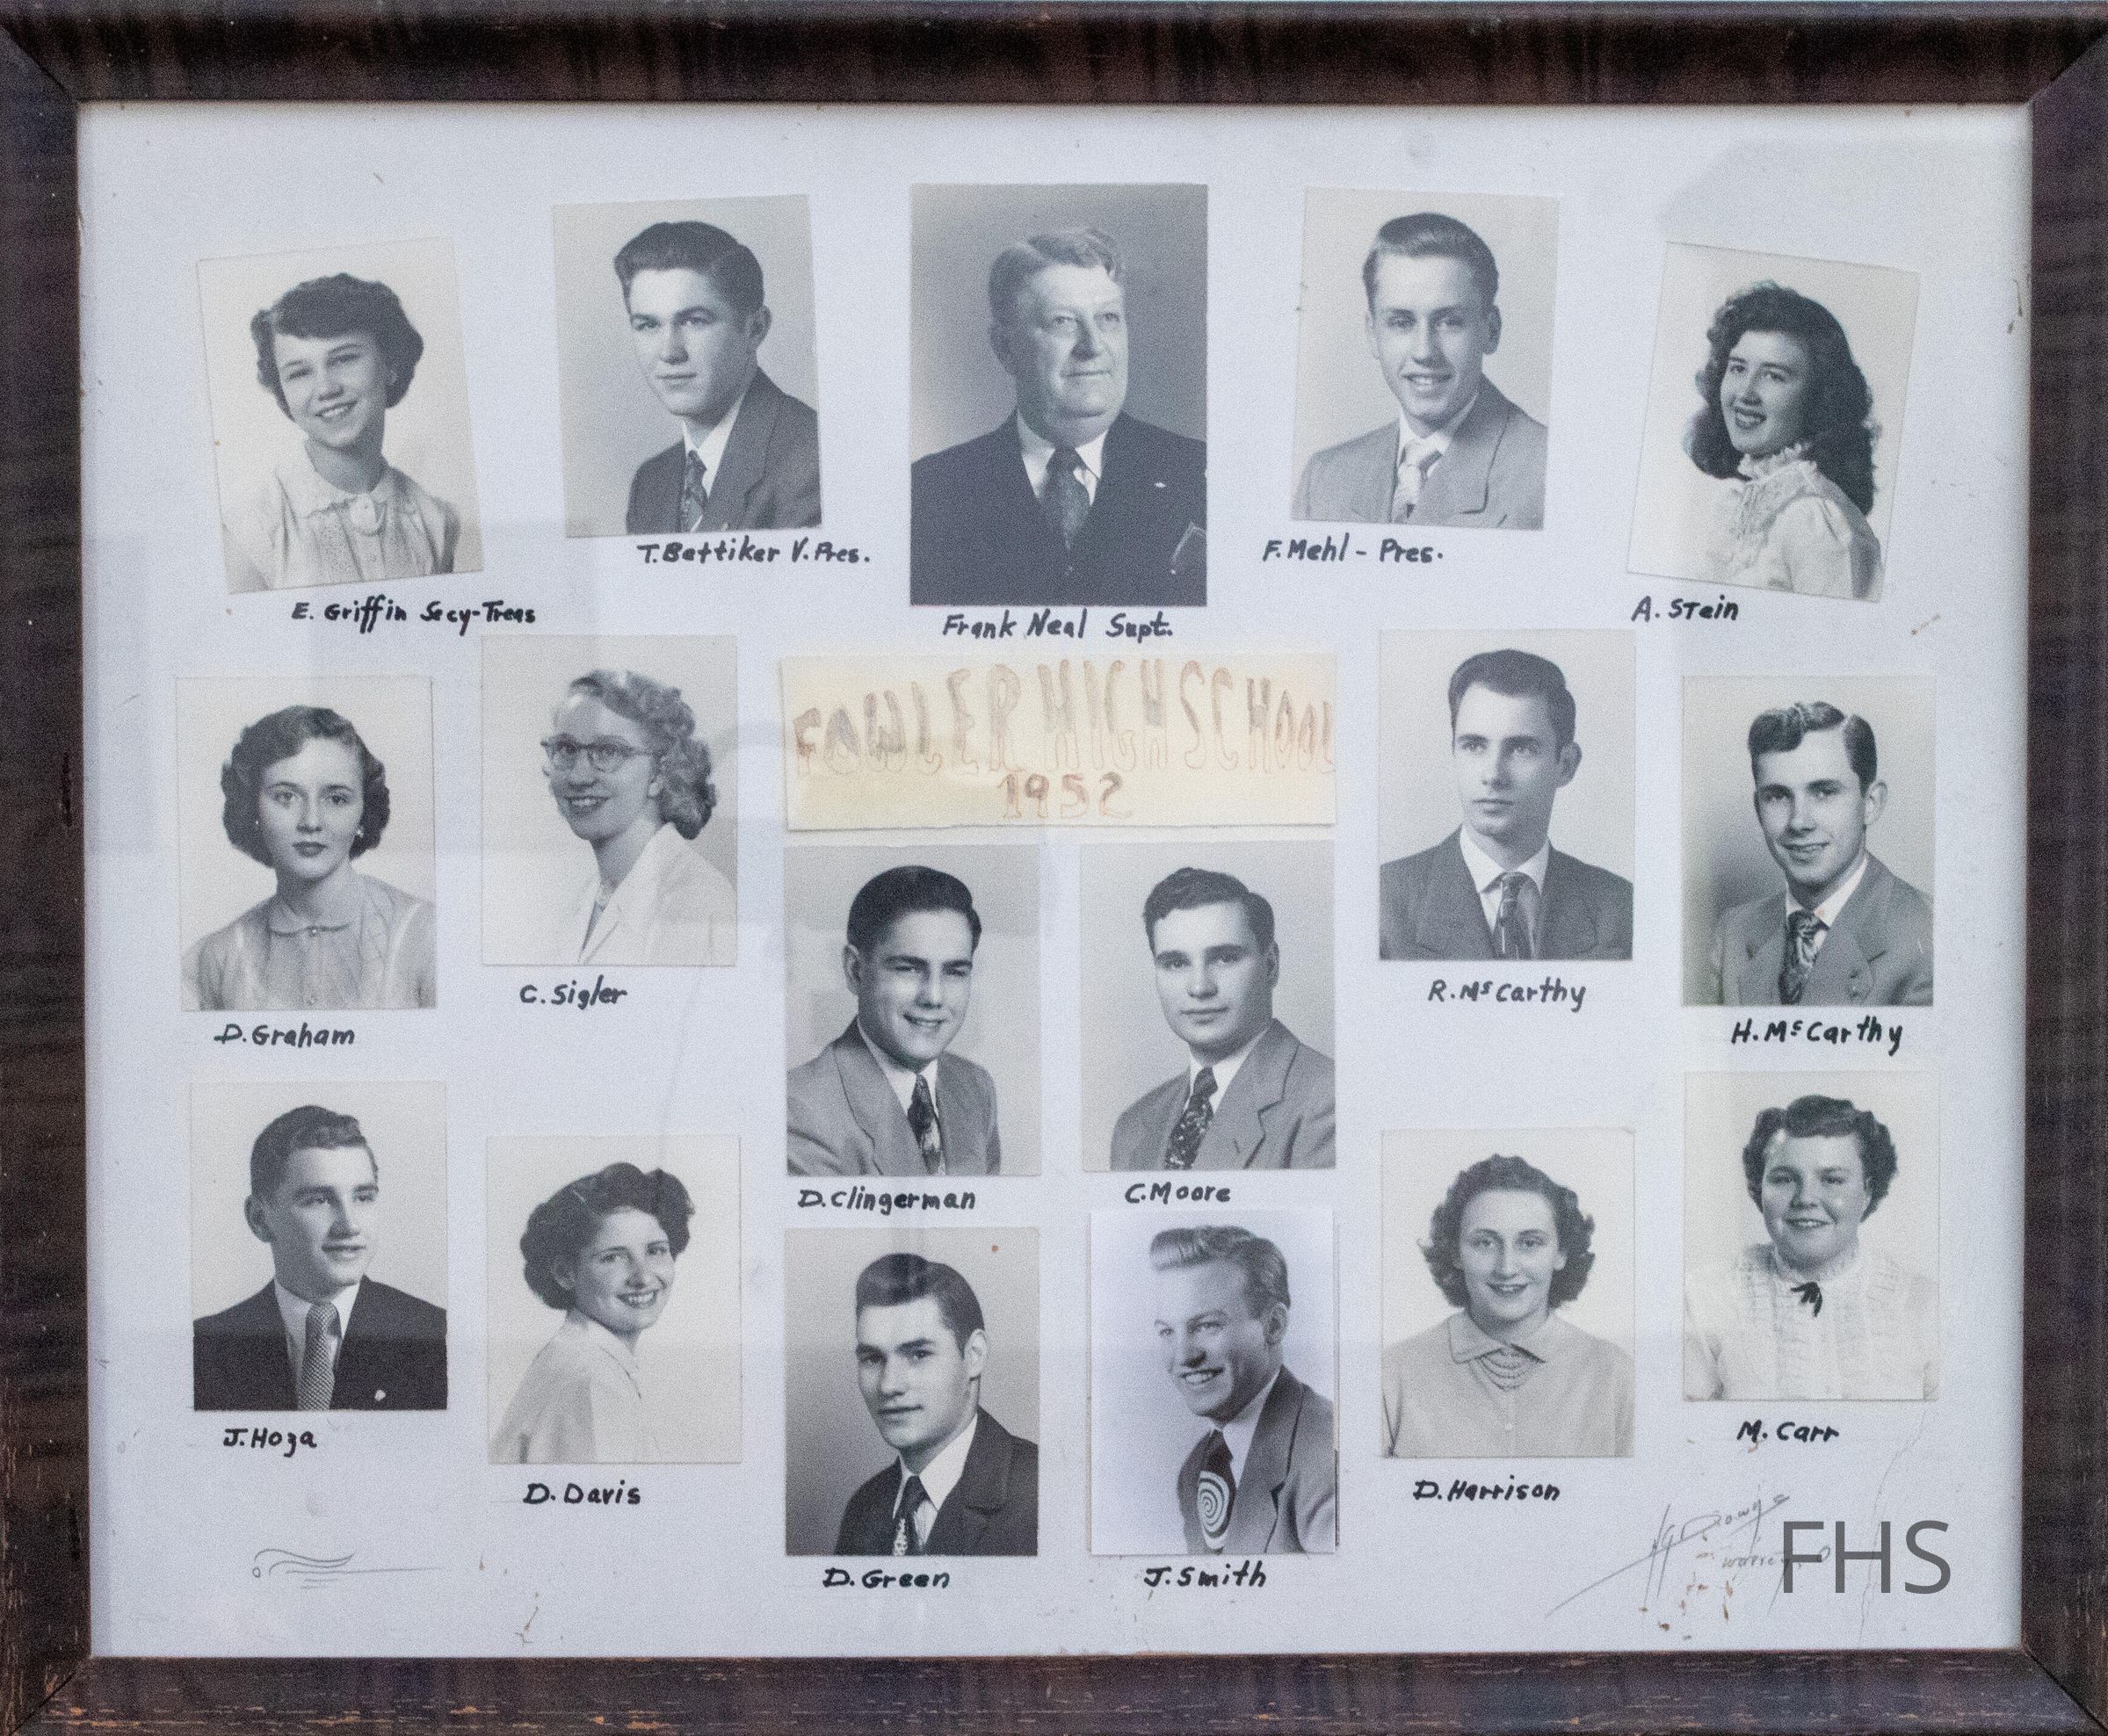 T. Battiker V. Pres.
F. Mehl - Pres.
E. Griffin Secy-Treas
Frank Neal Supt.
A. Stein
FOWLER HIGH SCHOOL
1952
C. Sigler
R. McCarthy
D. Graham
H. McCarthy
D. Clingerman
C. Moore
J. Hoza
M. Carr
D. Davis
D. Harrison
D. Green
J. Smith
FHS